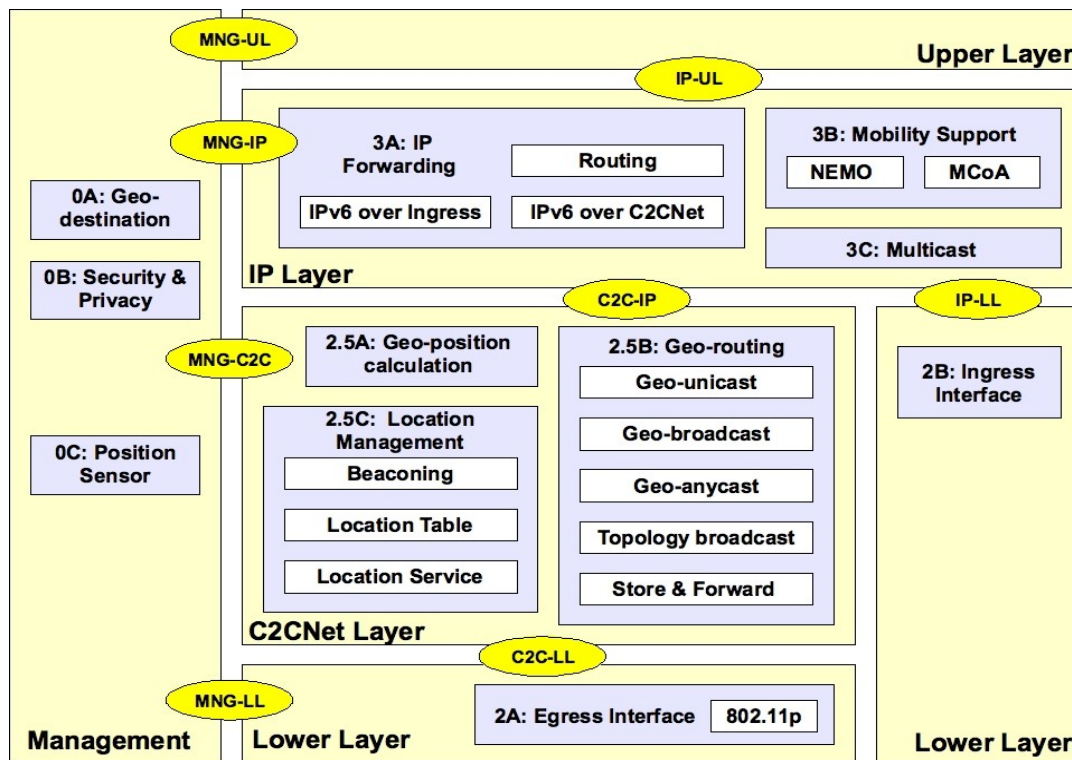 MNG-UL
Upper Layer
IP-UL
MNG-IP
3A: IP
Forwarding
Routing
IPv6 over Ingress
IPv6 over C2CNet
3B: Mobility Support
NEMO
MCoA
3C: Multicast
IP Layer
0A: Geo-
destination
0B: Security &
Privacy
0C: Position
Sensor
Management
C2C-IP
IP-LL
MNG-C2C
2.5A: Geo-position
calculation
2.5C: Location
Management
Beaconing
Location Table
Location Service
2.5B: Geo-routing
Geo-unicast
Geo-broadcast
Geo-anycast
Topology broadcast
Store & Forward
C2CNet Layer
2B: Ingress
Interface
Lower Layer
C2C-LL
MNG-LL
2A: Egress Interface
802.11p
Lower Layer